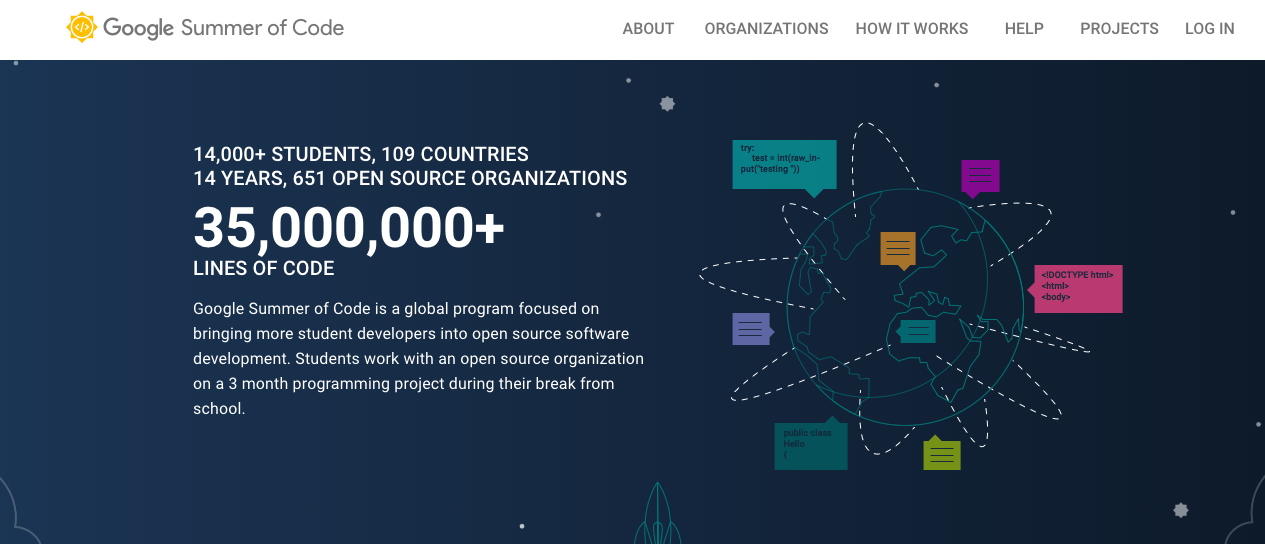 Google Summer of Code
ABOUT
ORGANIZATIONS
HOW IT WORKS
HELP
PROJECTS
LOG IN
14,000+ STUDENTS, 109 COUNTRIES
14 YEARS, 651 OPEN SOURCE ORGANIZATIONS
35,000,000+
LINES OF CODE
Google Summer of Code is a global program focused on
bringing more student developers into open source software
development. Students work with an open source organization
on a 3 month programming project during their break from
school.
try:
test = int(raw_in-
put("testing "))
<!DOCTYPE html>
<html>
<body>
public class
Hello
{